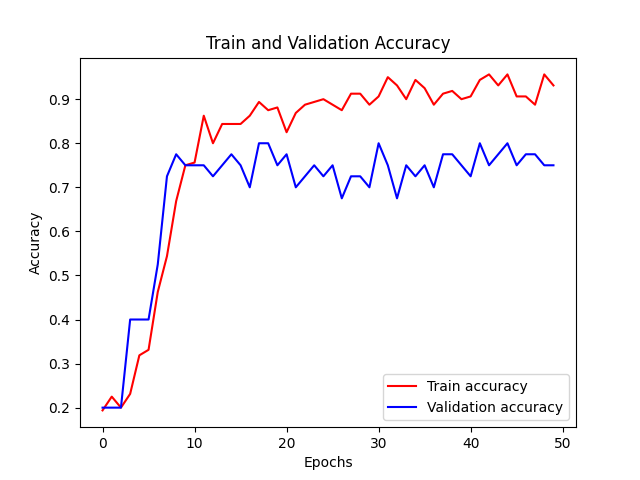 Train and Validation Accuracy
0.9
0.8
0.7
0.6
0.5
0.4
0.3
0.2
Accuracy
Train accuracy
Validation accuracy
0 10 20 30 40 50
Epochs